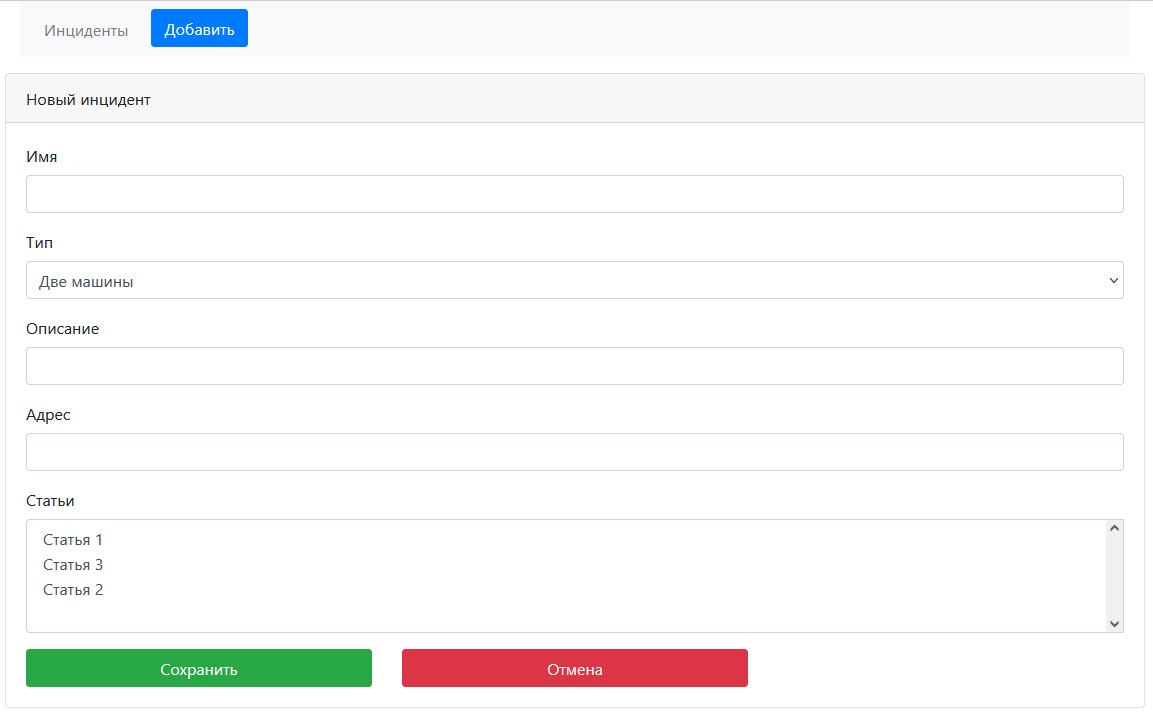 Инциденты Добавить
Новый инцидент
Имя
Тип
Две машины
Описание
Адрес
Статьи
Статья 1
Статья 3
Статья 2
Сохранить Отмена